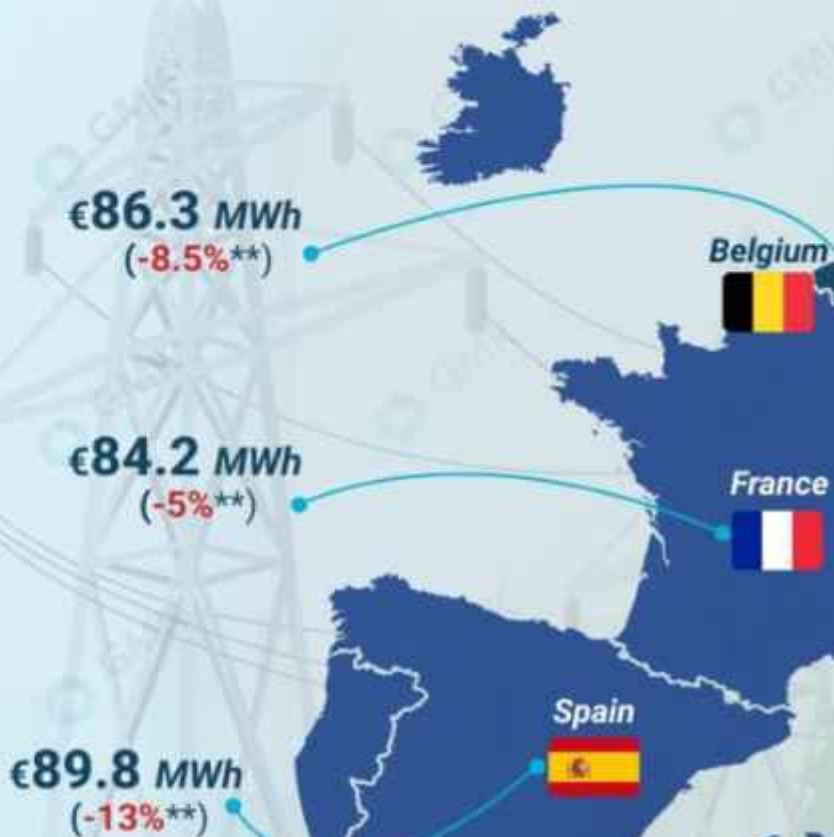 €86.3 MWh
(-8.5%**)
Belgium
€84.2 MWh
(-5%**)
France
Spain
€89.8 MWh
(-13%**)